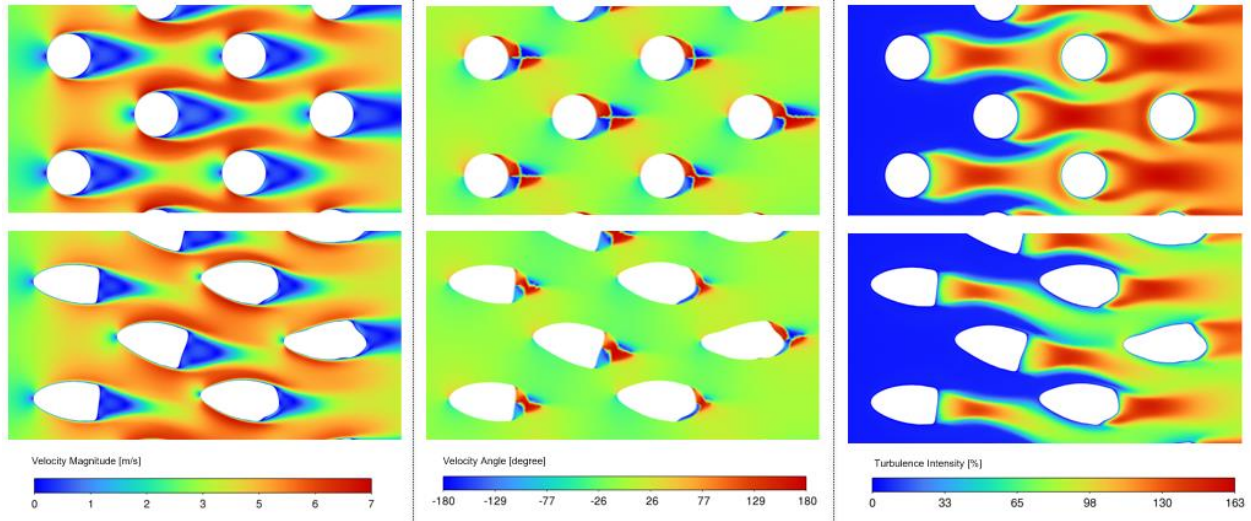 Velocity Magnitude [m/s]
0 1 2 3 5 6 7
Velocity Angle [degree]
-180 -129 -77 -26 26 77 129 180
Turbulence Intensity [%]
0 33 65 98 130 163